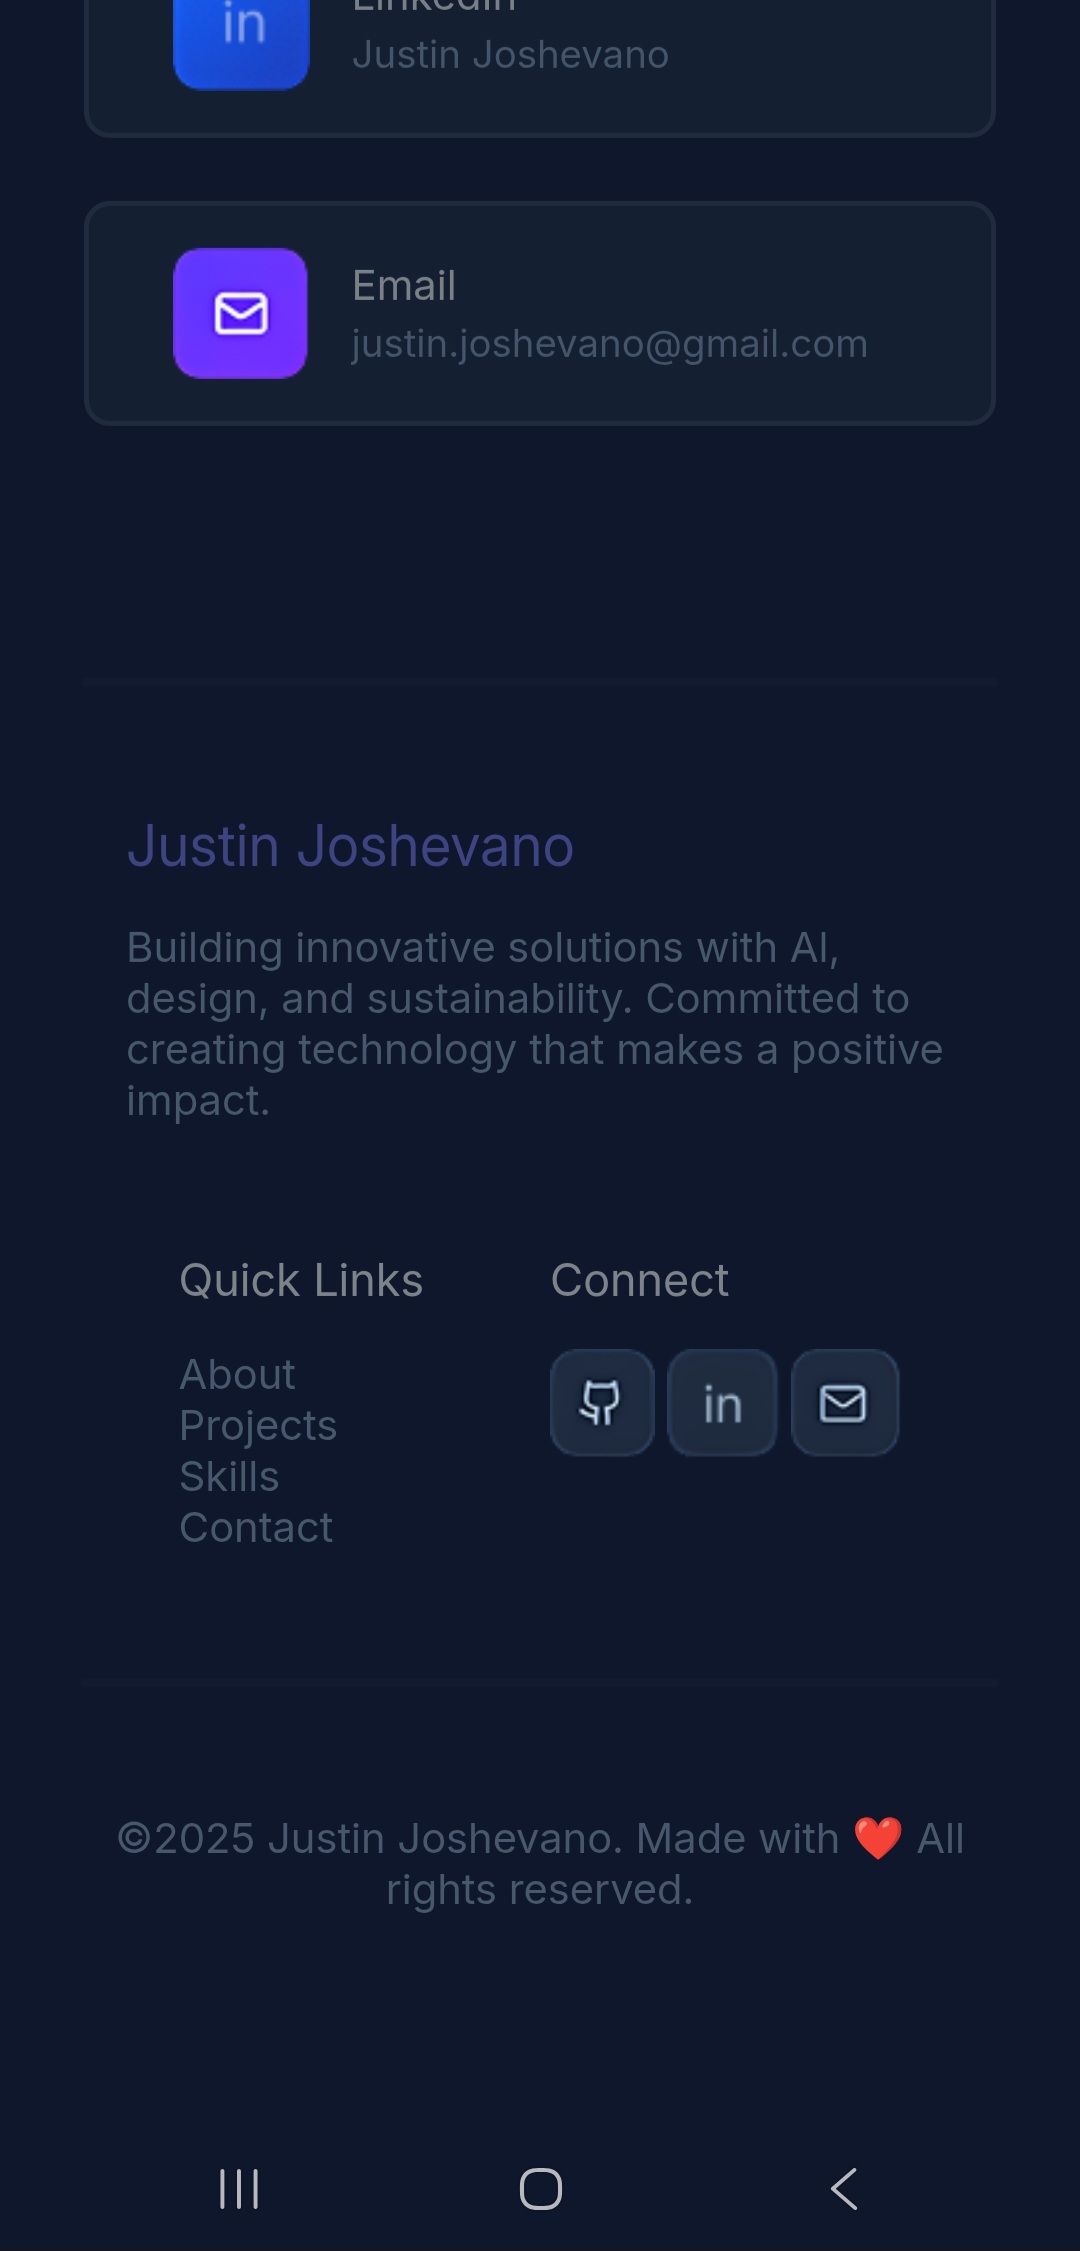 in
LinkedIn
Justin Joshevano
Email
justin.joshevano@gmail.com
Justin Joshevano
Building innovative solutions with AI,
design, and sustainability. Committed to
creating technology that makes a positive
impact.
Quick Links
Connect
About
Projects
Skills
Contact
in
©2025 Justin Joshevano. Made with ❤️ All
rights reserved.